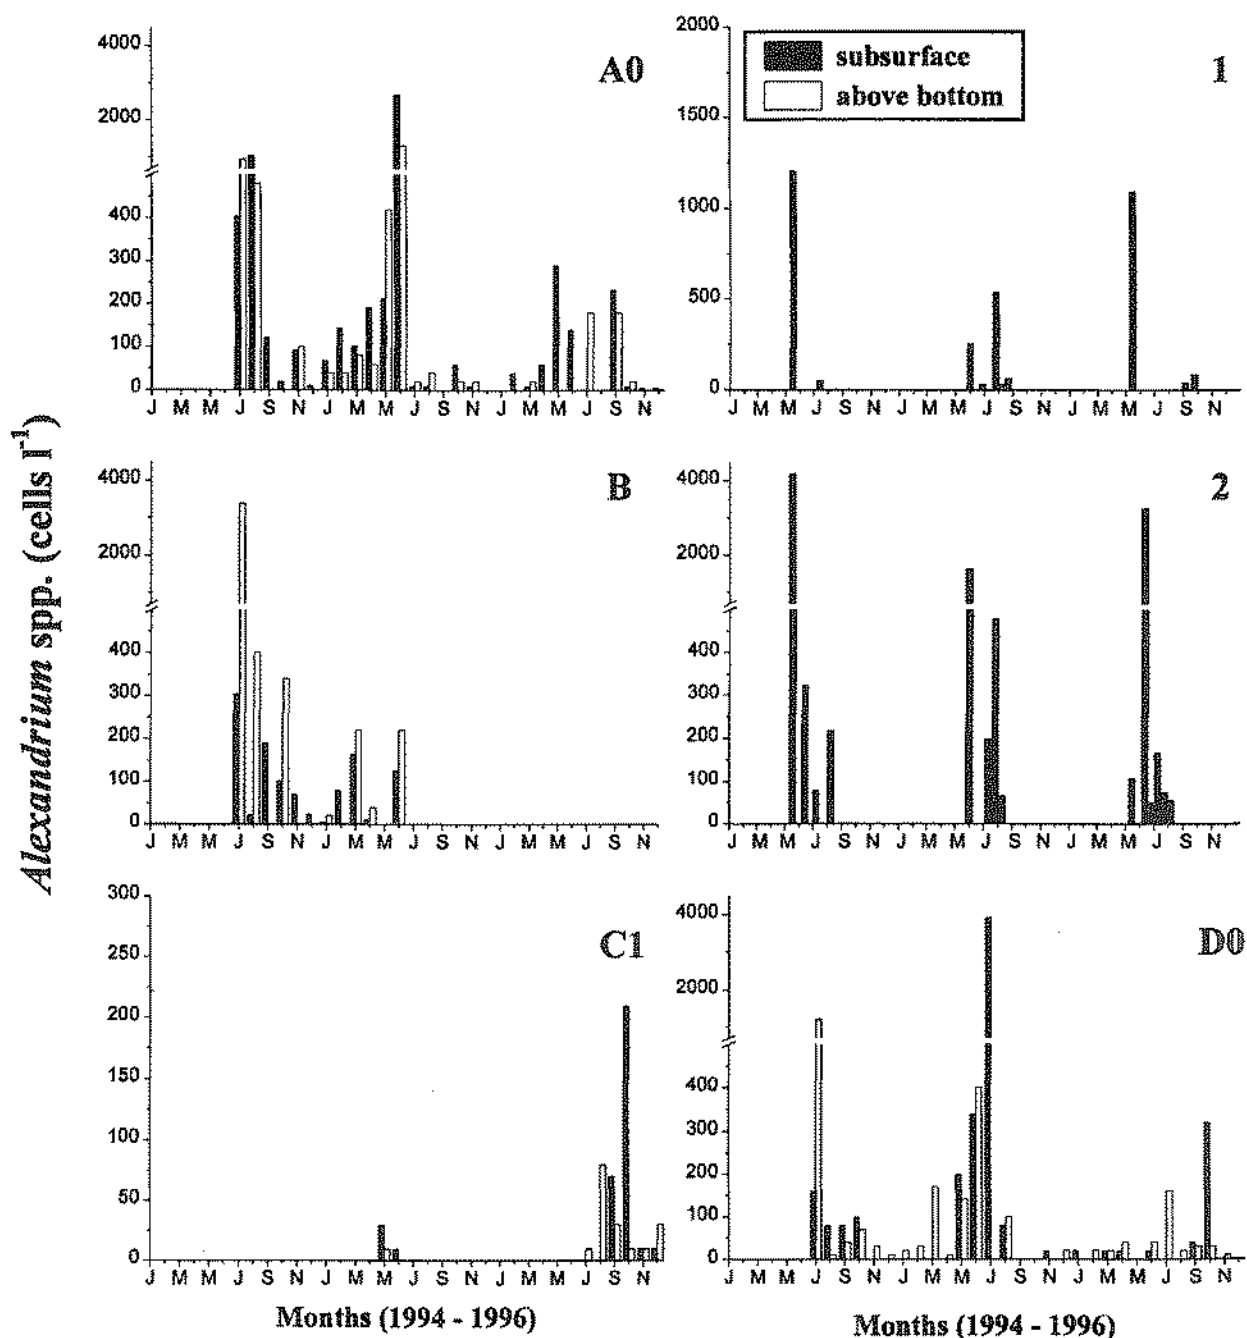 Alexandrium spp. (cells l⁻¹)
A0
4000
2000
400
300
200
100
0
J M M J S N J M M J S N J M M J S N
1
subsurface
above bottom
2000
1500
1000
500
0
J M M J S N J M M J S N J M M J S N
B
4000
2000
400
300
200
100
0
J M M J S N J M M J S N J M M J S N
2
4000
2000
400
300
200
100
0
J M M J S N J M M J S N J M M J S N
C1
300
250
200
150
100
50
0
J M M J S N J M M J S N J M M J S N
Months (1994 - 1996)
D0
4000
2000
400
300
200
100
0
J M M J S N J M M J S N J M M J S N
Months (1994 - 1996)